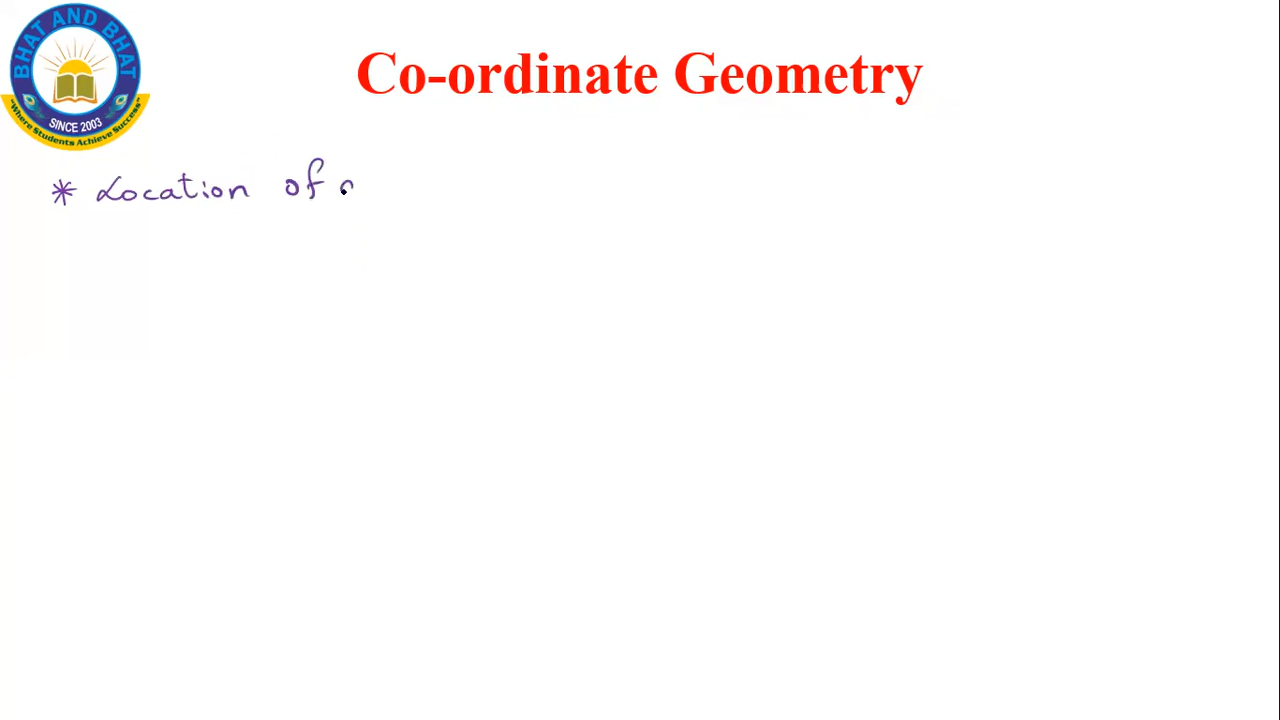 BHAT AND BHAT
SINCE 2003
"Where Students Achieve Success"
Co-ordinate Geometry
* Location of